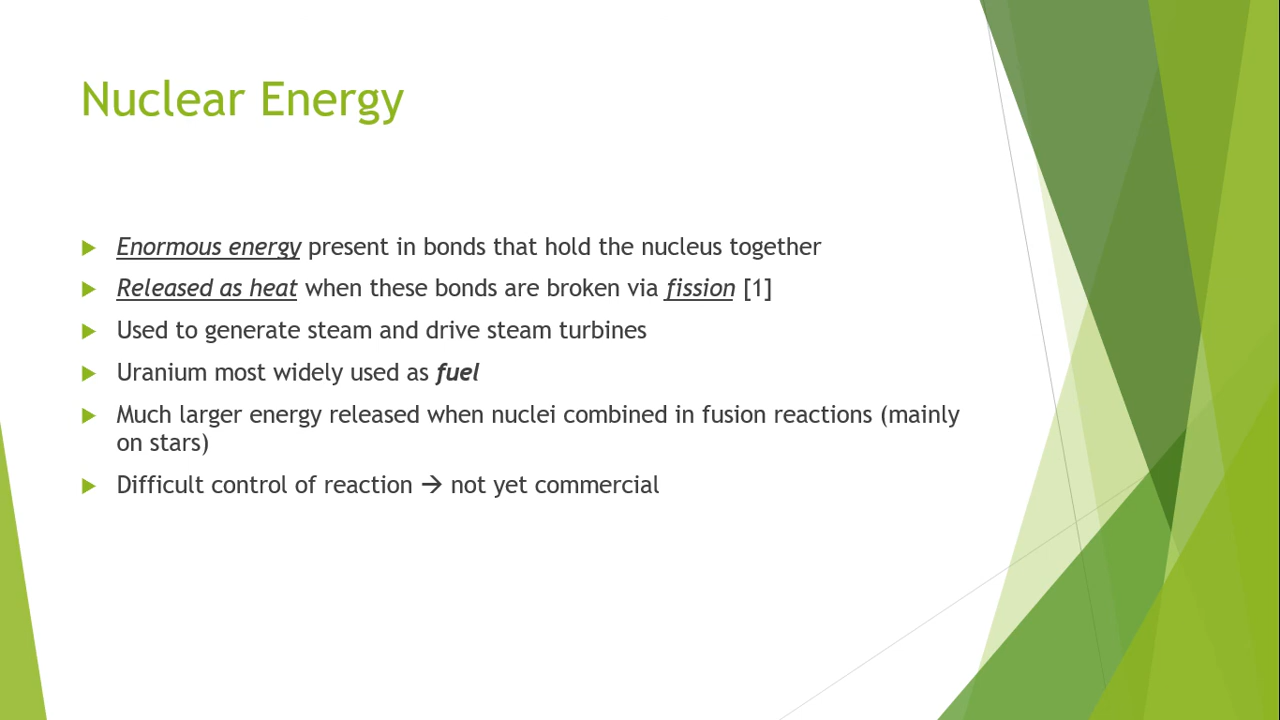 Nuclear Energy
Enormous energy present in bonds that hold the nucleus together
Released as heat when these bonds are broken via fission [1]
Used to generate steam and drive steam turbines
Uranium most widely used as fuel
Much larger energy released when nuclei combined in fusion reactions (mainly
on stars)
Difficult control of reaction → not yet commercial